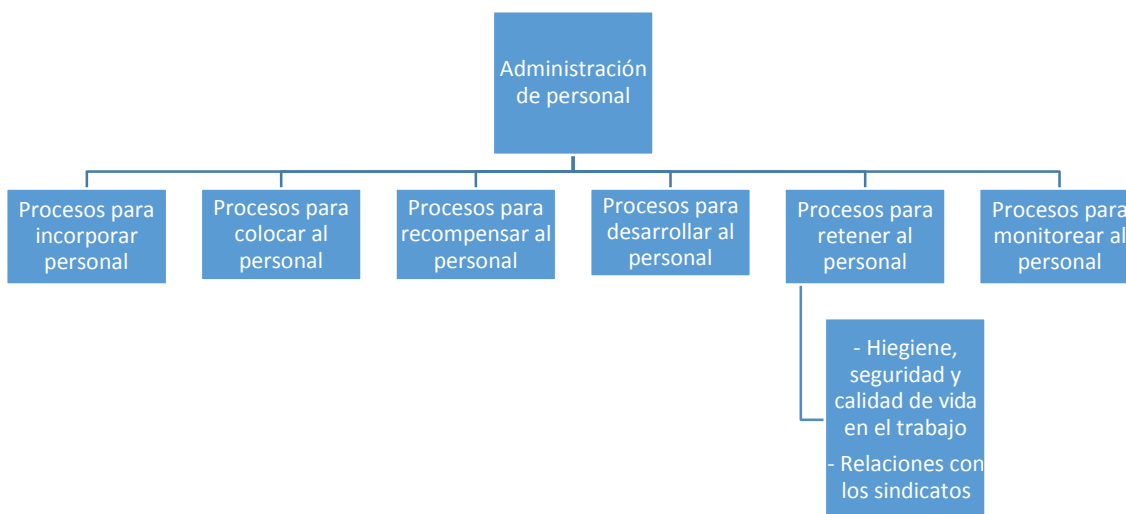 Administración
de personal
Procesos para
incorporar
personal
Procesos para
colocar al
personal
Procesos para
recompensar al
personal
Procesos para
desarrollar al
personal
Procesos para
retener al
personal
Procesos para
monitorear al
personal
- Hiegiene,
seguridad y
calidad de vida
en el trabajo
- Relaciones con
los sindicatos